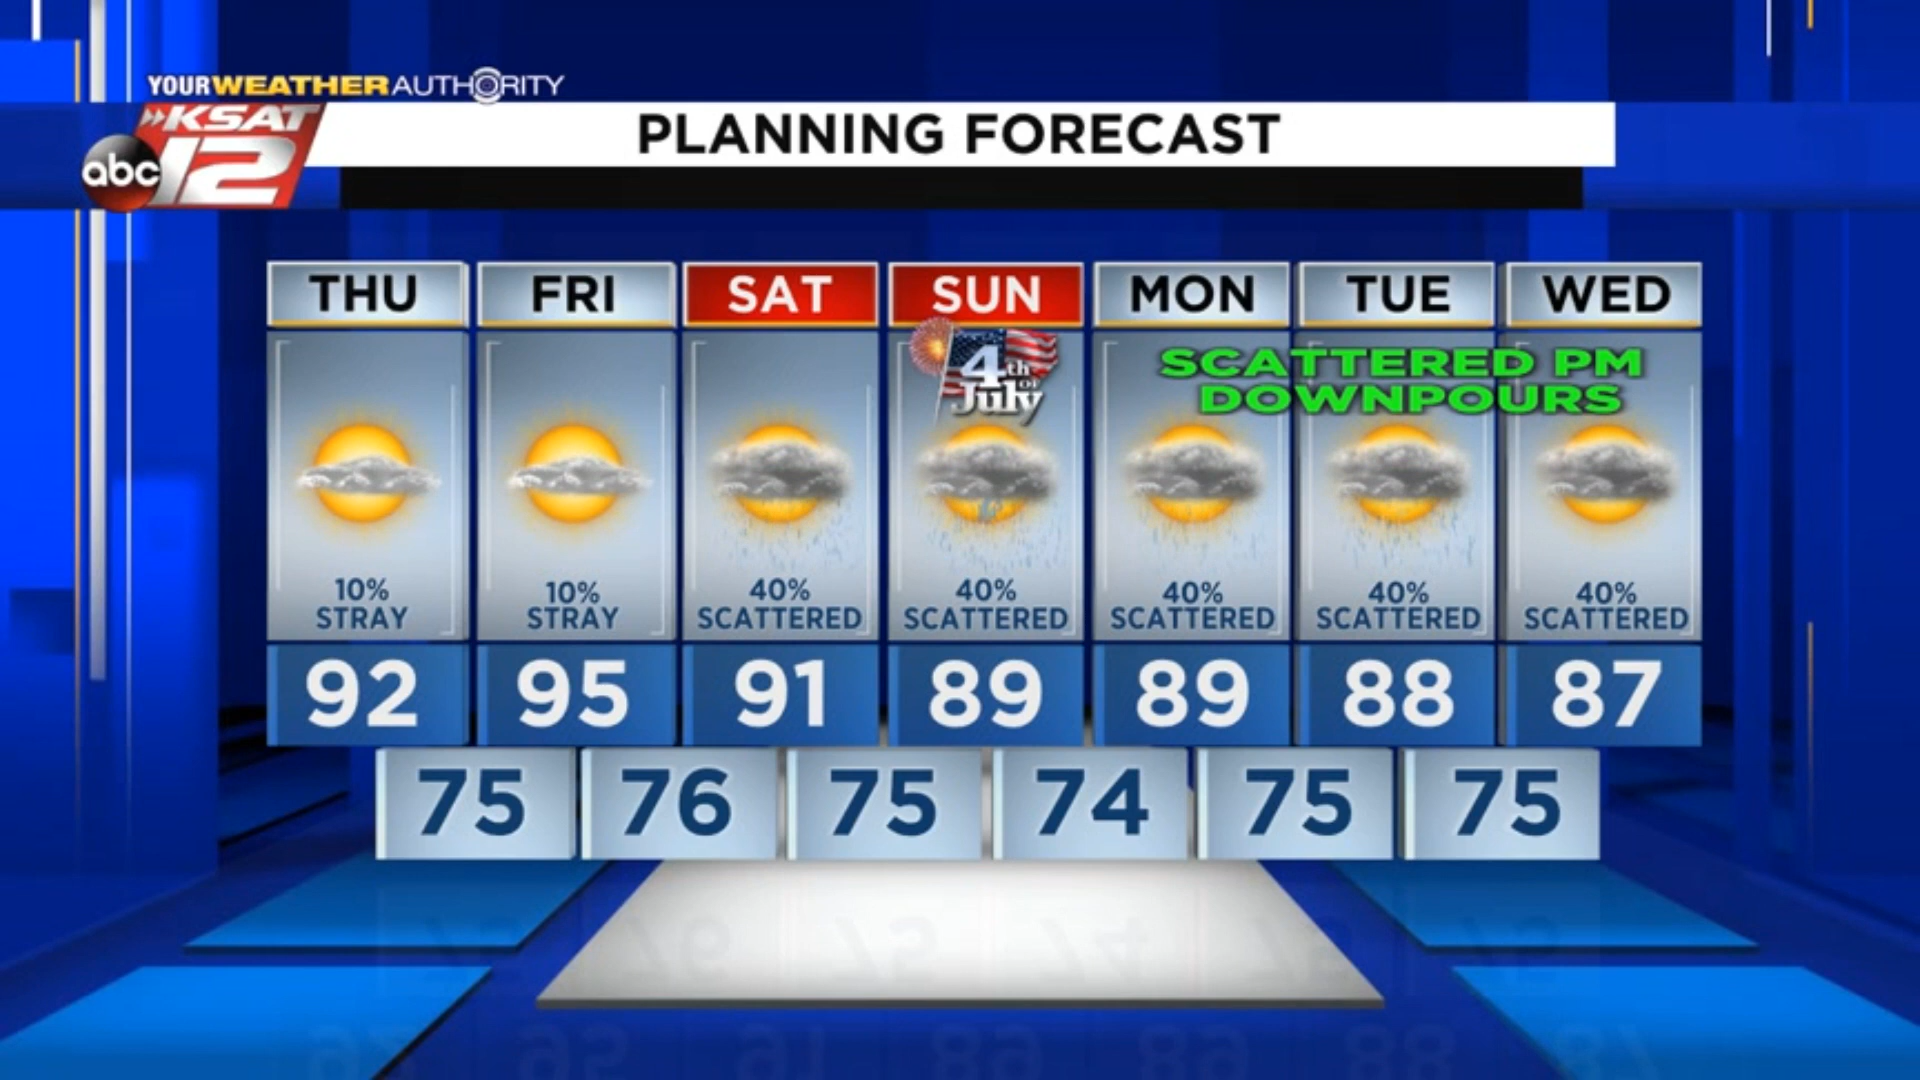 YOURWEATHERAUTHORITY
KSAT
abc 12
PLANNING FORECAST
THU FRI SAT SUN MON TUE WED
4th of July
SCATTERED PM
DOWNPOURS
10% 10% 40% 40% 40% 40% 40%
STRAY STRAY SCATTERED SCATTERED SCATTERED SCATTERED SCATTERED
92 95 91 89 89 88 87
75 76 75 74 75 75